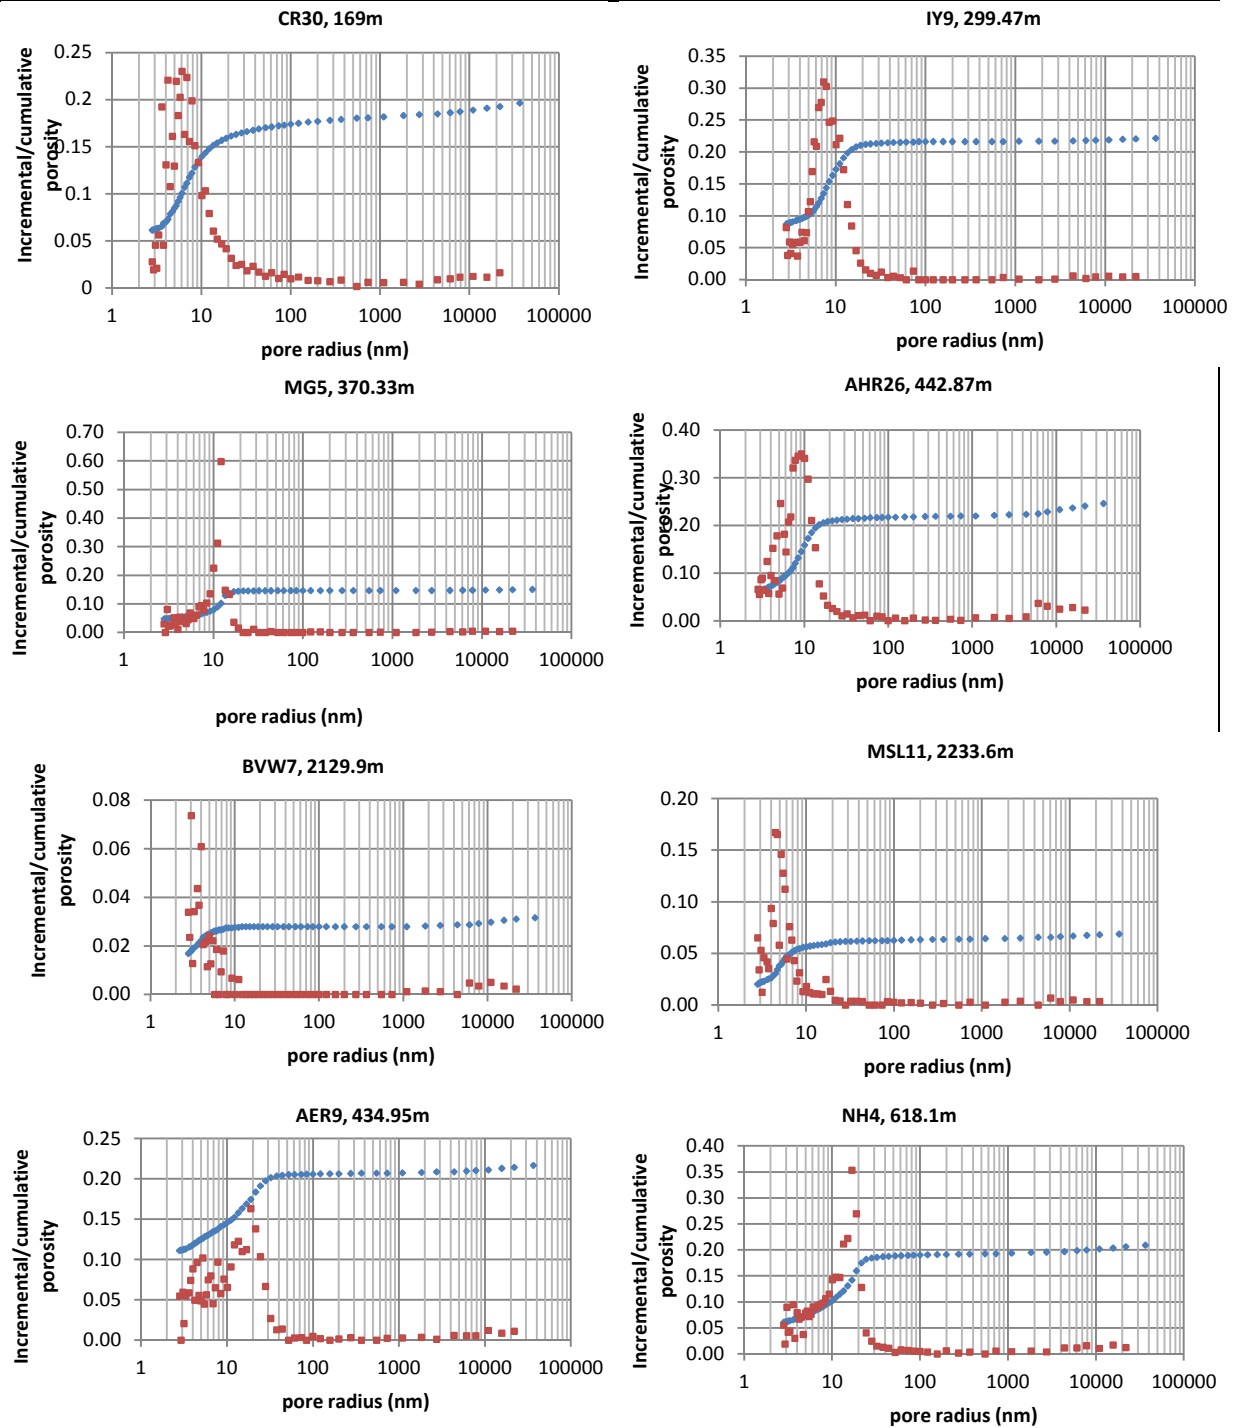 CR30, 169m
Incremental/cumulative
porosity
0.25
0.2
0.15
0.1
0.05
0
1 10 100 1000 10000 100000
pore radius (nm)
IY9, 299.47m
Incremental/cumulative
porosity
0.35
0.30
0.25
0.20
0.15
0.10
0.05
0.00
1 10 100 1000 10000 100000
pore radius (nm)
MG5, 370.33m
Incremental/cumulative
porosity
0.70
0.60
0.50
0.40
0.30
0.20
0.10
0.00
1 10 100 1000 10000 100000
pore radius (nm)
AHR26, 442.87m
Incremental/cumulative
porosity
0.40
0.30
0.20
0.10
0.00
1 10 100 1000 10000 100000
pore radius (nm)
BVW7, 2129.9m
Incremental/cumulative
porosity
0.08
0.06
0.04
0.02
0.00
1 10 100 1000 10000 100000
pore radius (nm)
MSL11, 2233.6m
Incremental/cumulative
porosity
0.20
0.15
0.10
0.05
0.00
1 10 100 1000 10000 100000
pore radius (nm)
AER9, 434.95m
Incremental/cumulative
porosity
0.25
0.20
0.15
0.10
0.05
0.00
1 10 100 1000 10000 100000
pore radius (nm)
NH4, 618.1m
Incremental/cumulative
porosity
0.40
0.35
0.30
0.25
0.20
0.15
0.10
0.05
0.00
1 10 100 1000 10000 100000
pore radius (nm)